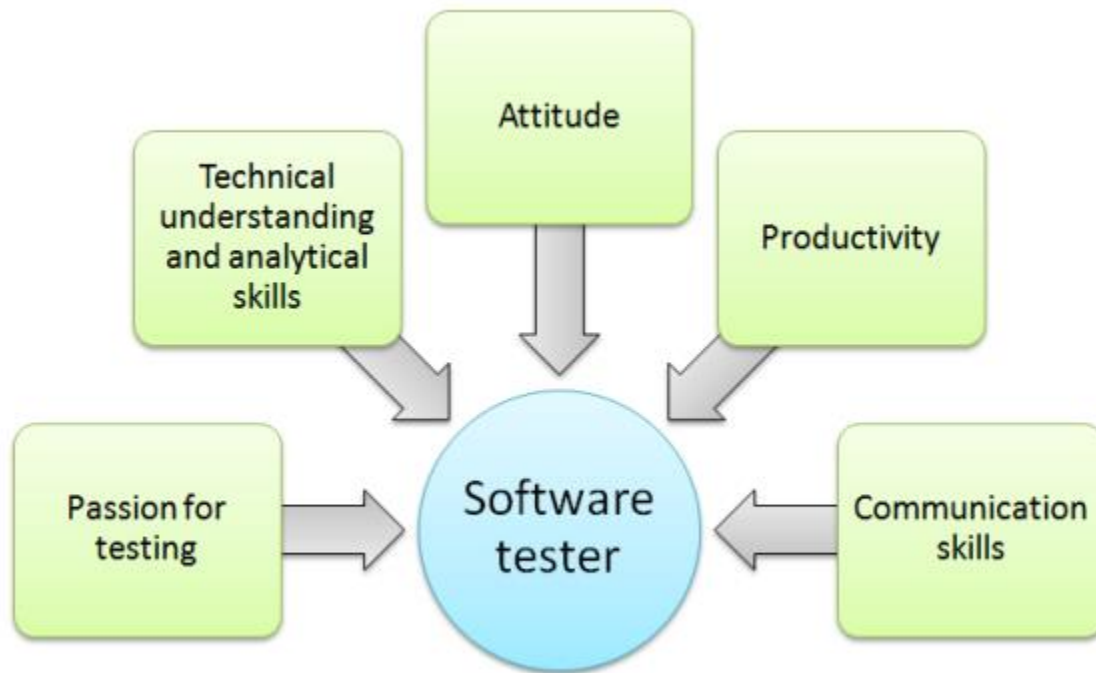 Attitude
Technical
understanding
and analytical
skills
Productivity
Passion for
testing
Software
tester
Communication
skills